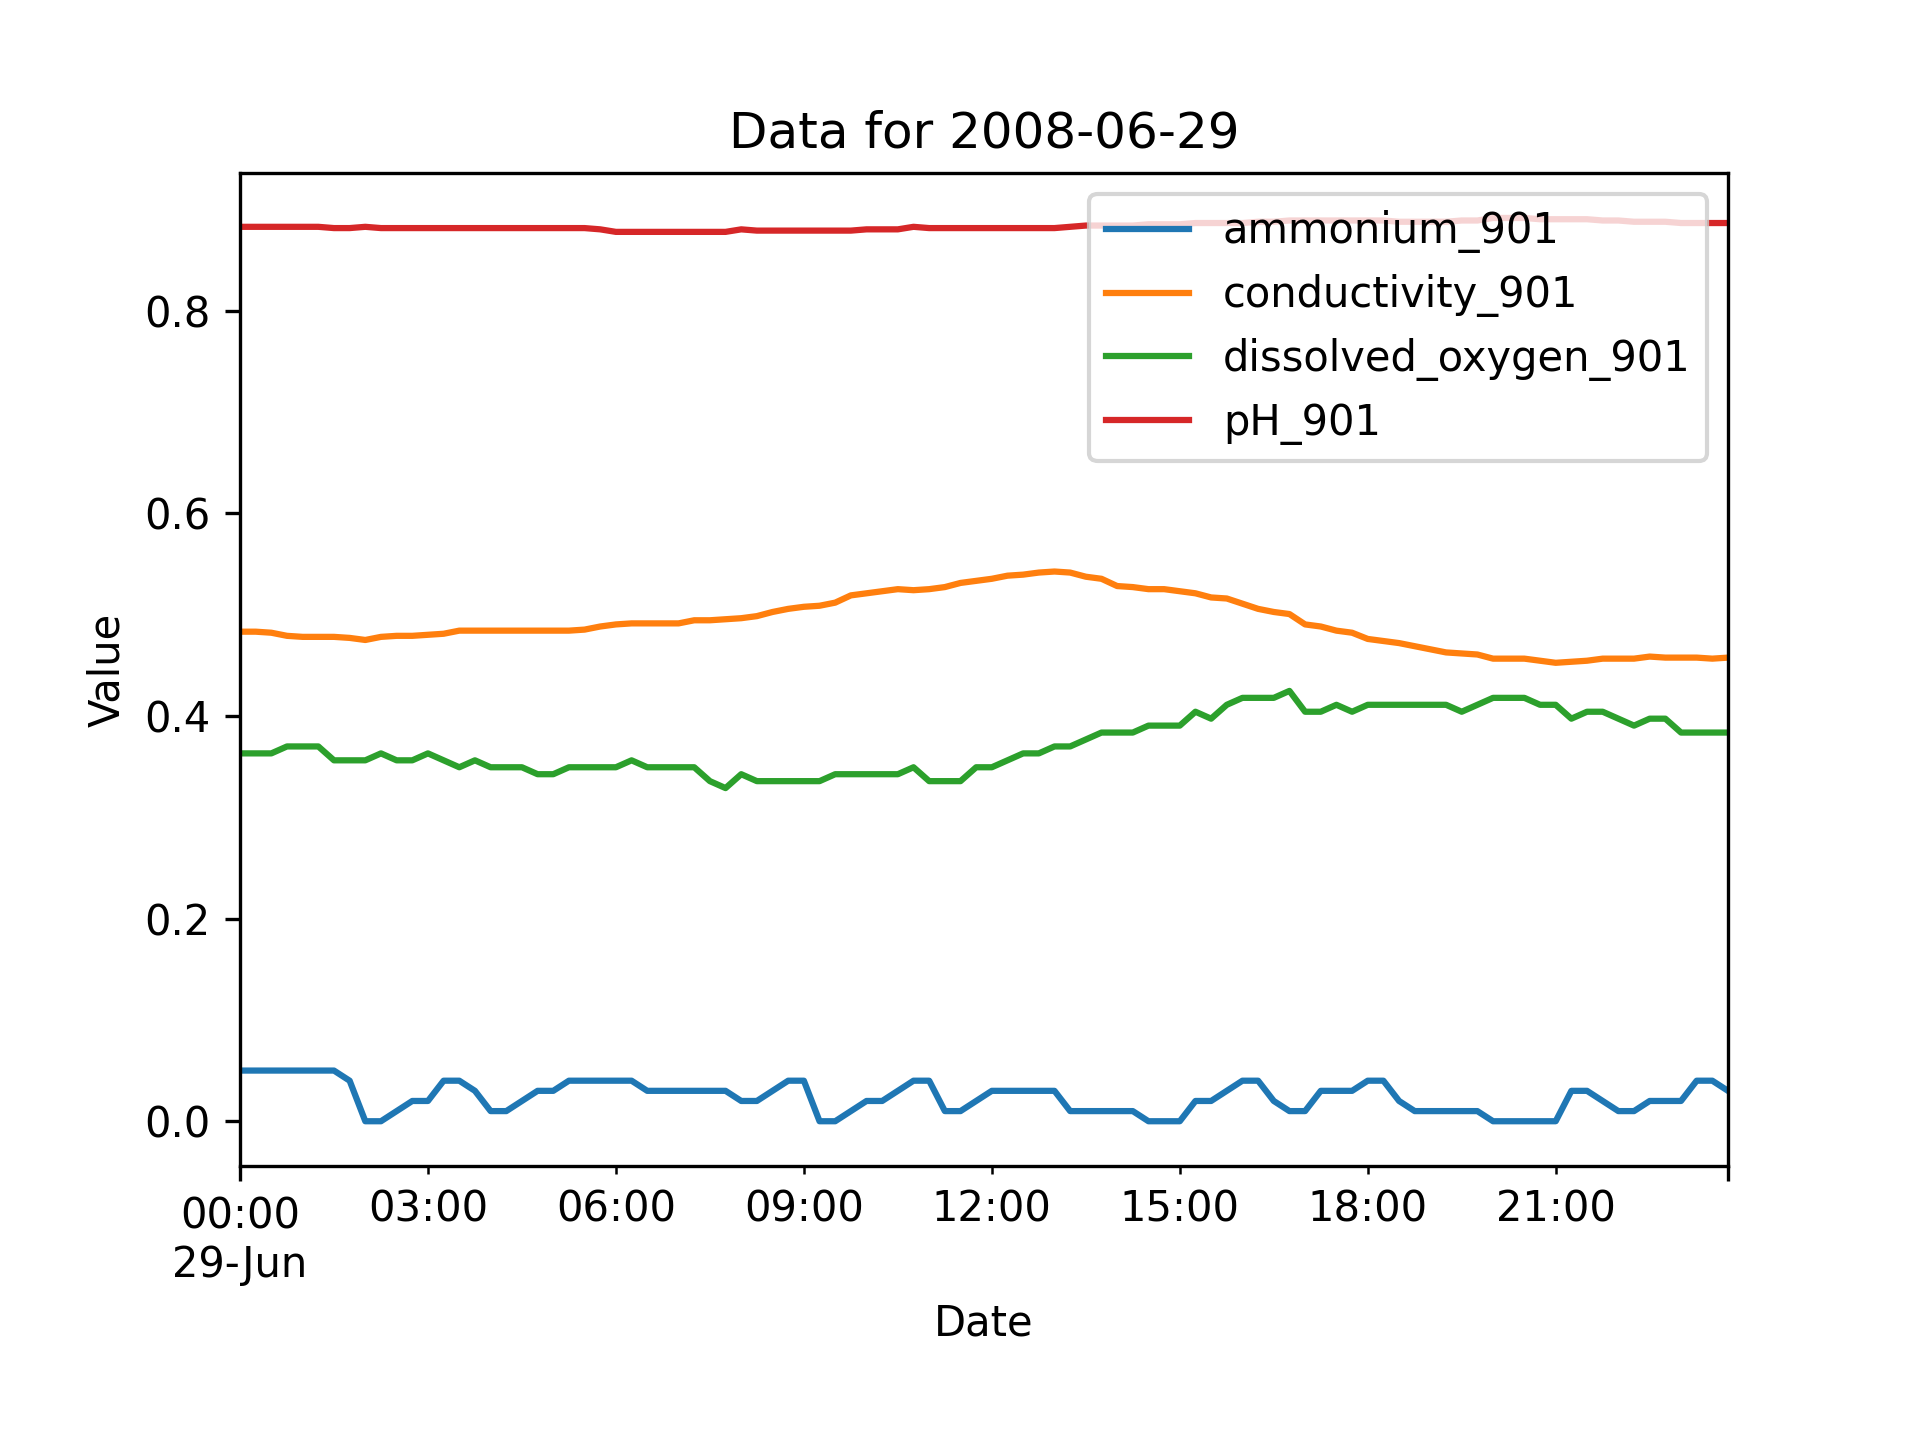 Data for 2008-06-29
ammonium_901
conductivity_901
dissolved_oxygen_901
pH_901
Value
0.8
0.6
0.4
0.2
0.0
00:00 03:00 06:00 09:00 12:00 15:00 18:00 21:00
29-Jun
Date